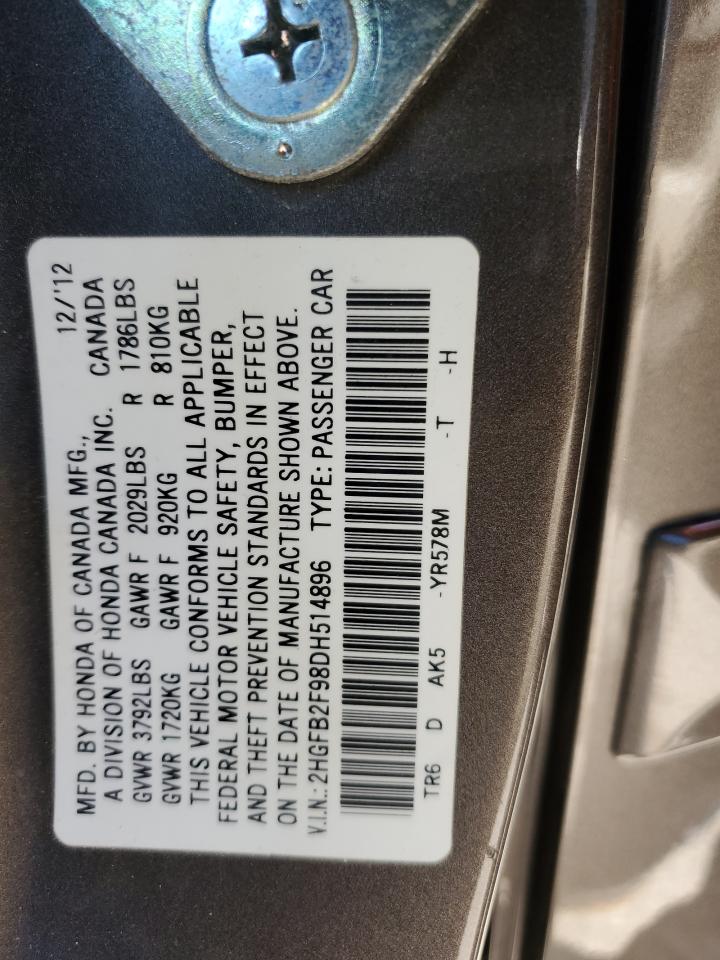 MFD. BY HONDA OF CANADA MFG., 12/'12
A DIVISION OF HONDA CANADA INC. CANADA
GVWR 3792LBS GAWR F 2029LBS R 1786LBS
GVWR 1720KG GAWR F 920KG R 810KG
THIS VEHICLE CONFORMS TO ALL APPLICABLE
FEDERAL MOTOR VEHICLE SAFETY, BUMPER,
AND THEFT PREVENTION STANDARDS IN EFFECT
ON THE DATE OF MANUFACTURE SHOWN ABOVE.
V.I.N.: 2HGFB2F98DH514896 TYPE: PASSENGER CAR
TR6 D AK5 -YR578M -T -H